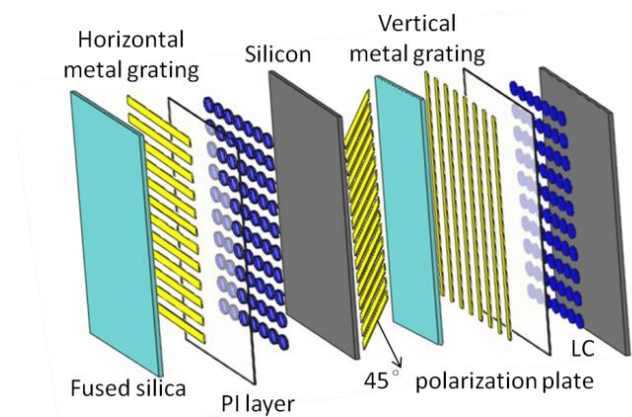 Horizontal
metal grating
Silicon
Vertical
metal grating
Fused silica
PI layer
45° polarization plate
LC